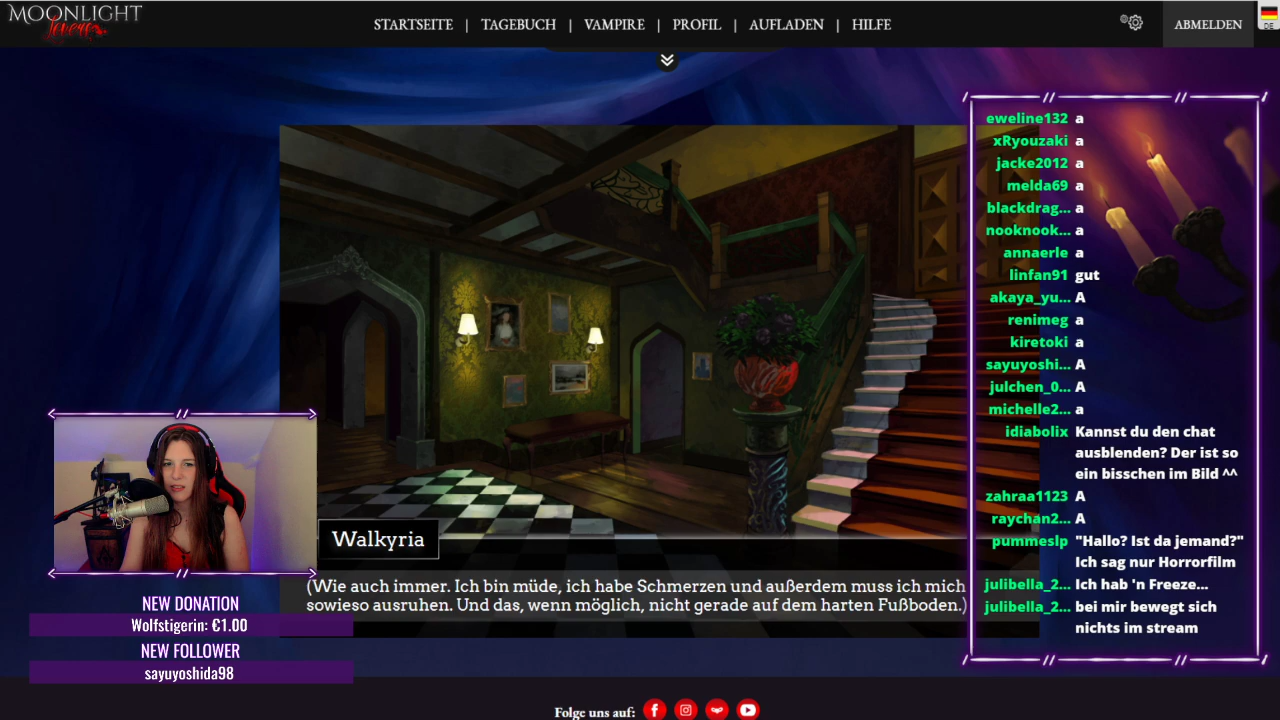 MOONLIGHT
Lovers
STARTSEITE | TAGEBUCH | VAMPIRE | PROFIL | AUFLADEN | HILFE
ABMELDEN
DE
eweline132 a
xRyouzaki a
jacke2012 a
melda69 a
blackdrag... a
nooknook... a
annaerle a
linfan91 gut
akaya_yu... A
renimeg a
kiretoki a
sayuyoshi... A
julchen_0... A
michelle2... a
idiabolix Kannst du den chat
ausblenden? Der ist so
ein bisschen im Bild ^^
zahraa1123 A
raychan2... A
pummeslp "Hallo? Ist da jemand?"
Ich sag nur Horrorfilm
julibella_2... Ich hab 'n Freeze...
julibella_2... bei mir bewegt sich
nichts im stream
Walkyria
(Wie auch immer. Ich bin müde, ich habe Schmerzen und außerdem muss ich mich
sowieso ausruhen. Und das, wenn möglich, nicht gerade auf dem harten Fußboden.)
NEW DONATION
Wolfstigerin: €1.00
NEW FOLLOWER
sayuyoshida98
Folge uns auf: